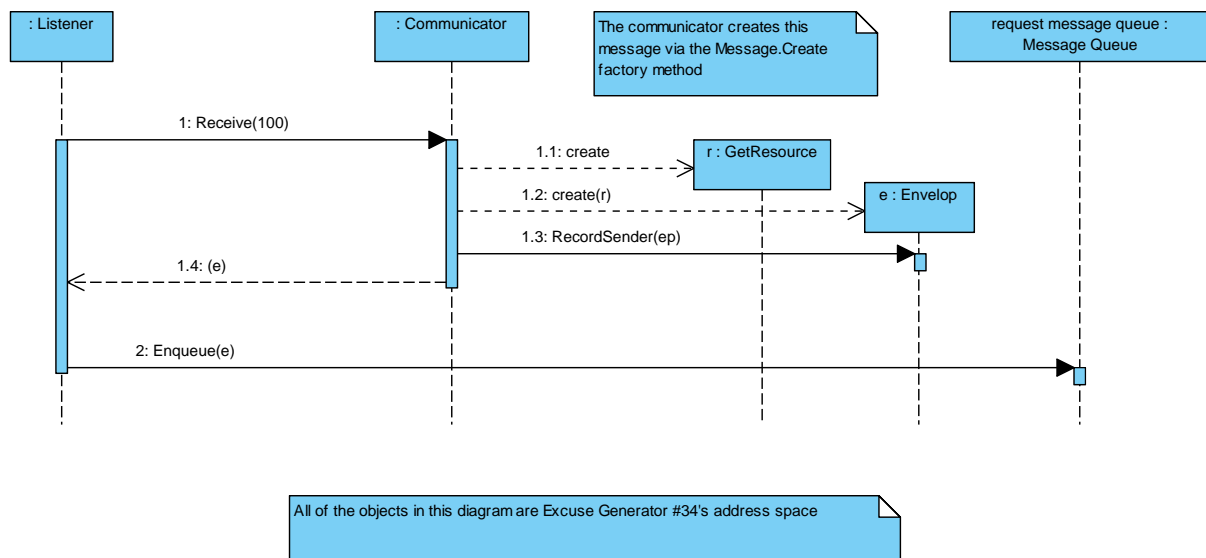 : Listener
: Communicator
The communicator creates this
message via the Message.Create
factory method
request message queue :
Message Queue
1: Receive(100)
1.1: create
r : GetResource
1.2: create(r)
e : Envelop
1.3: RecordSender(ep)
1.4: (e)
2: Enqueue(e)
All of the objects in this diagram are Excuse Generator #34's address space